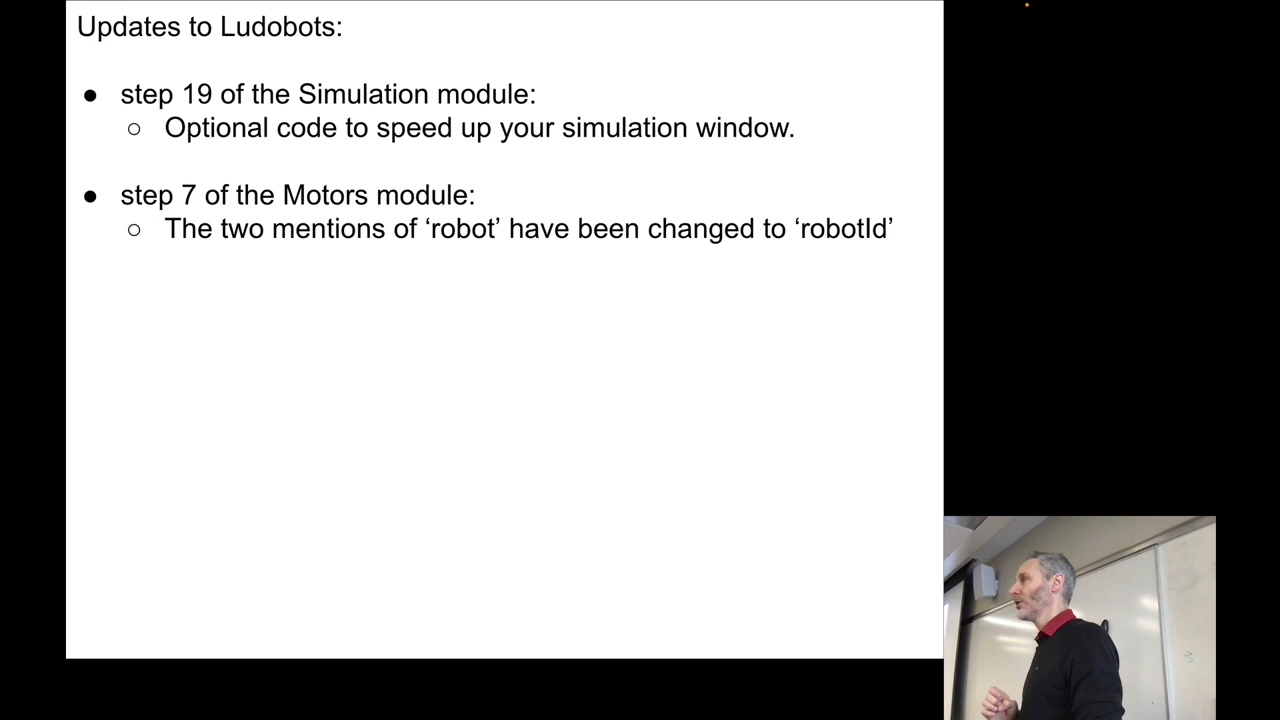 Updates to Ludobots:
● step 19 of the Simulation module:
○ Optional code to speed up your simulation window.
● step 7 of the Motors module:
○ The two mentions of ‘robot’ have been changed to ‘robotId’
3